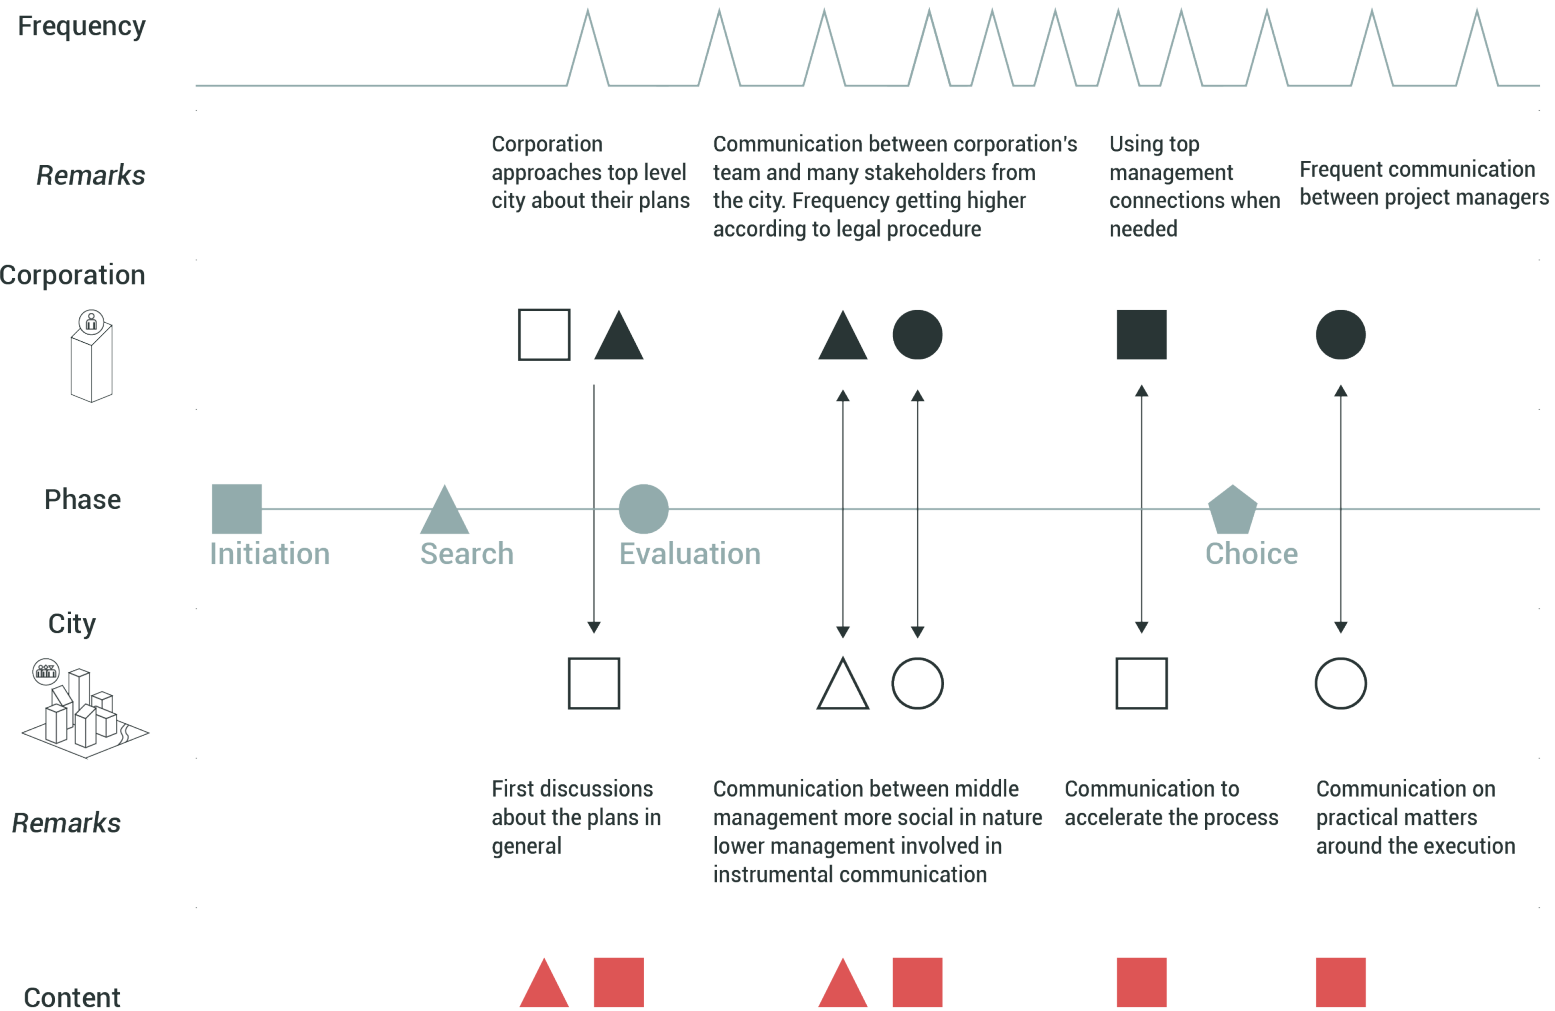 Frequency
Remarks
Corporation
approaches top level
city about their plans
Communication between corporation's
team and many stakeholders from
the city. Frequency getting higher
according to legal procedure
Using top
management
connections when
needed
Frequent communication
between project managers
Corporation
Phase
Initiation
Search
Evaluation
Choice
City
Remarks
First discussions
about the plans in
general
Communication between middle
management more social in nature
lower management involved in
instrumental communication
Communication to
accelerate the process
Communication on
practical matters
around the execution
Content